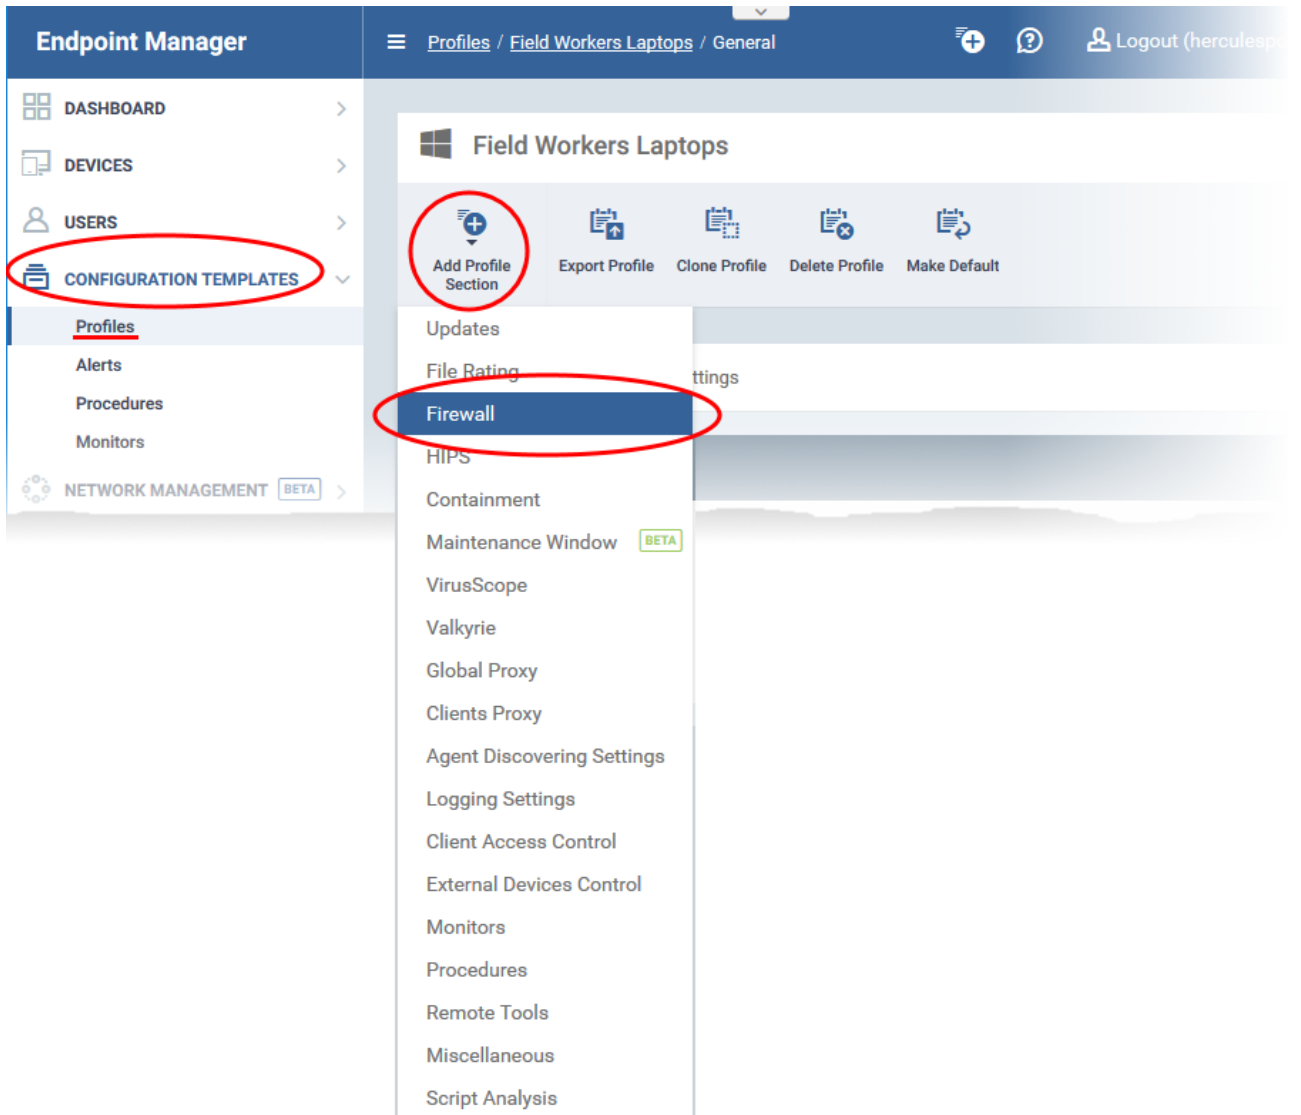 Endpoint Manager
Profiles / Field Workers Laptops / General
Logout (herculespo
DASHBOARD
DEVICES
USERS
CONFIGURATION TEMPLATES
Profiles
Alerts
Procedures
Monitors
NETWORK MANAGEMENT BETA
Field Workers Laptops
Add Profile
Section
Export Profile
Clone Profile
Delete Profile
Make Default
Updates
File Rating
ttings
Firewall
HIPS
Containment
Maintenance Window BETA
VirusScope
Valkyrie
Global Proxy
Clients Proxy
Agent Discovering Settings
Logging Settings
Client Access Control
External Devices Control
Monitors
Procedures
Remote Tools
Miscellaneous
Script Analysis